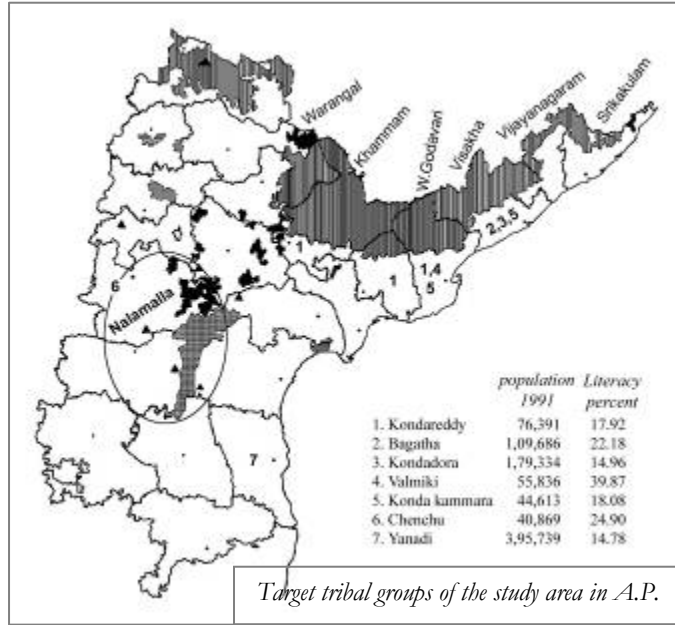 Warangal
Khammam
W.Godavari
Visakha
Vijayanagaram
Srikakulam
1
2,3,5
1
1,4
5
6
Nalamalla
7
population Literacy
1991 percent
1. Kondareddy 76,391 17.92
2. Bagatha 1,09,686 22.18
3. Kondadora 1,79,334 14.96
4. Valmiki 55,836 39.87
5. Konda kammara 44,613 18.08
6. Chenchu 40,869 24.90
7. Yanadi 3,95,739 14.78
Target tribal groups of the study area in A.P.